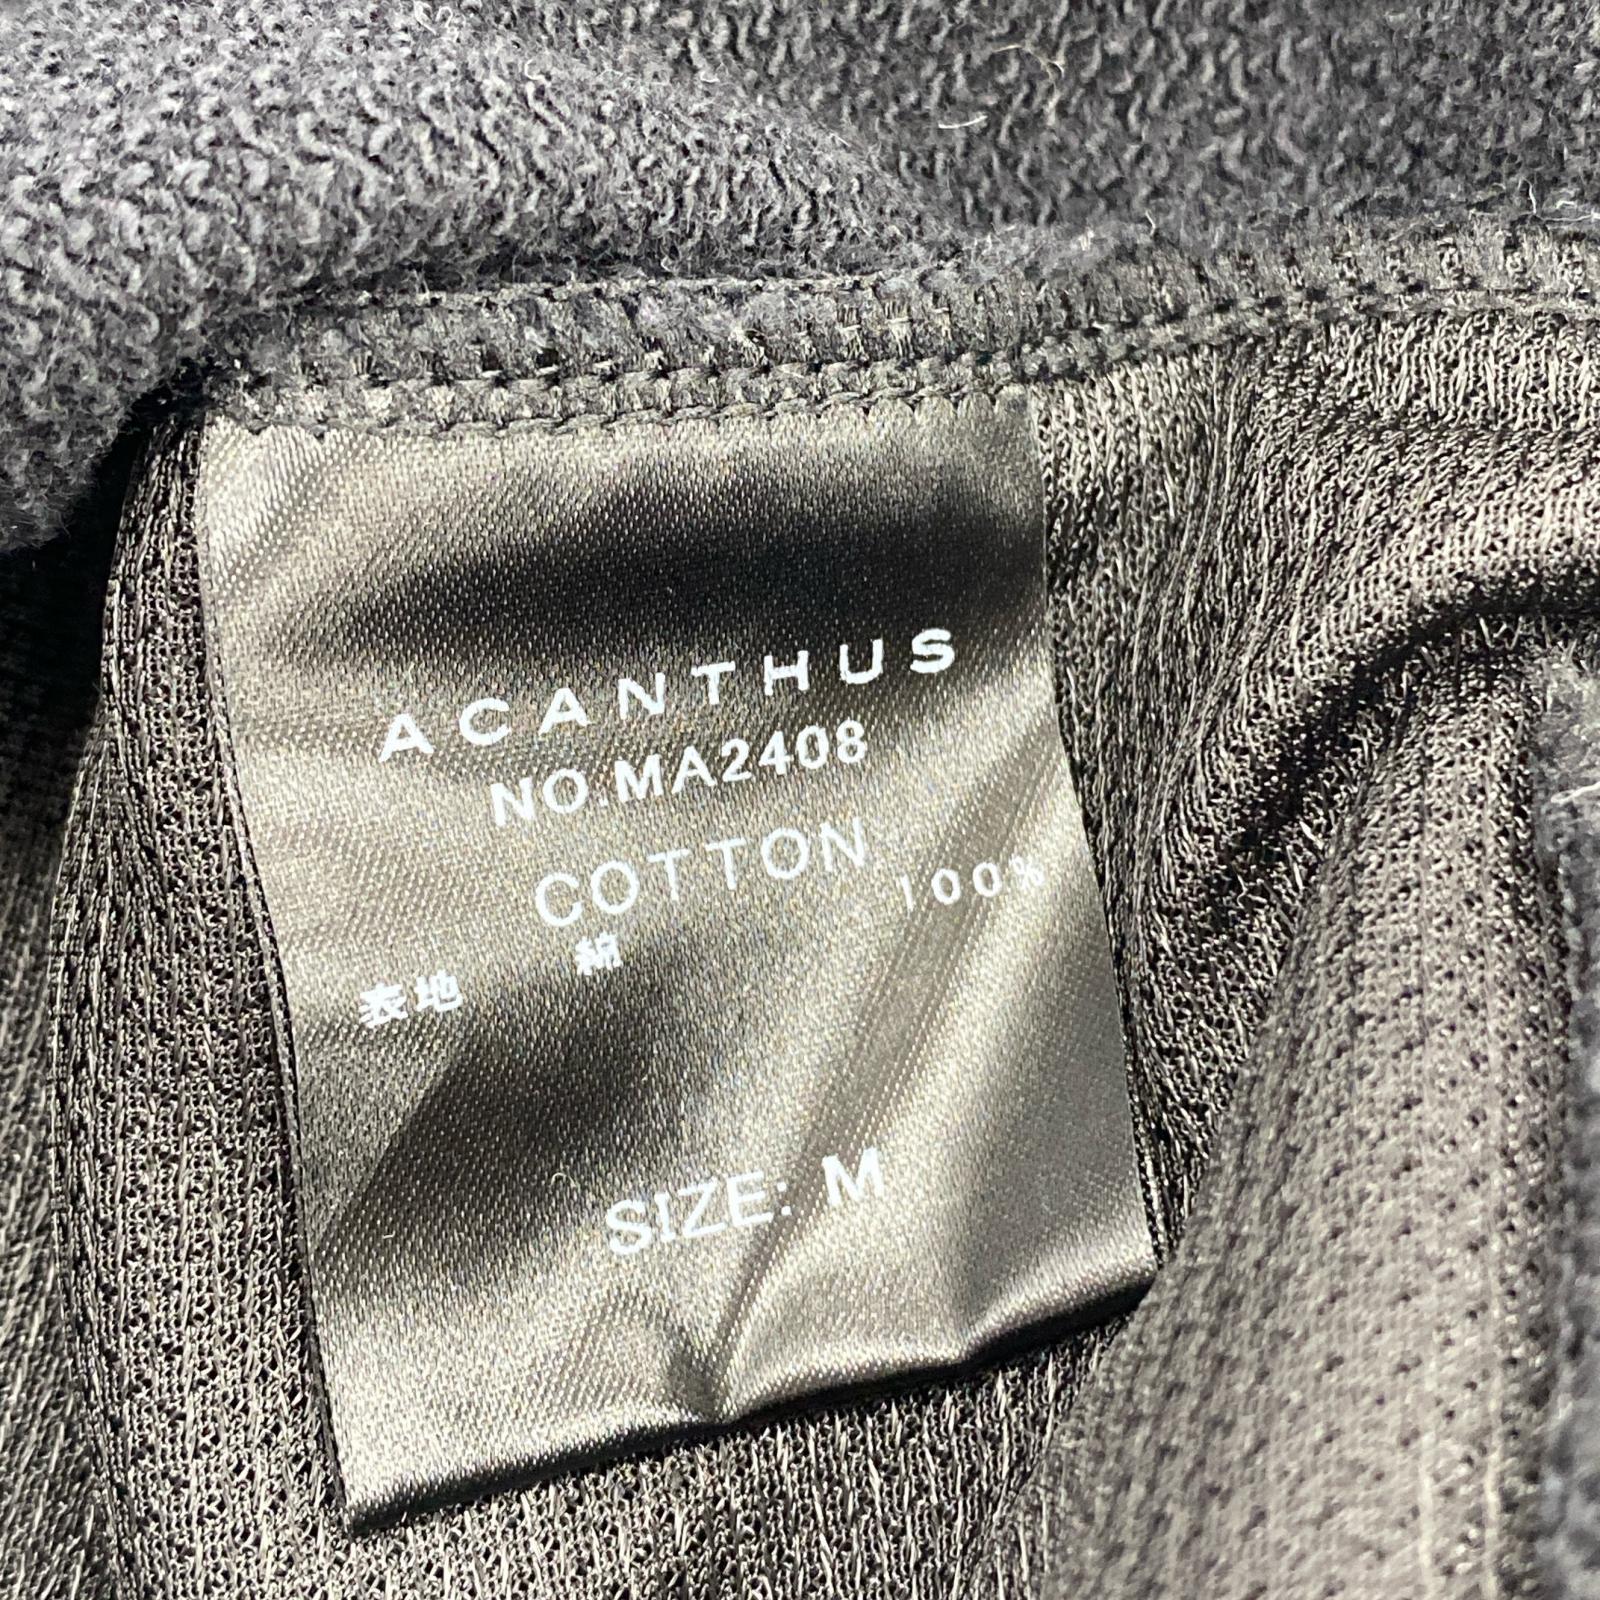 ACANTHUS
NO.MA2408
COTTON 100%
表地 綿
SIZE: M